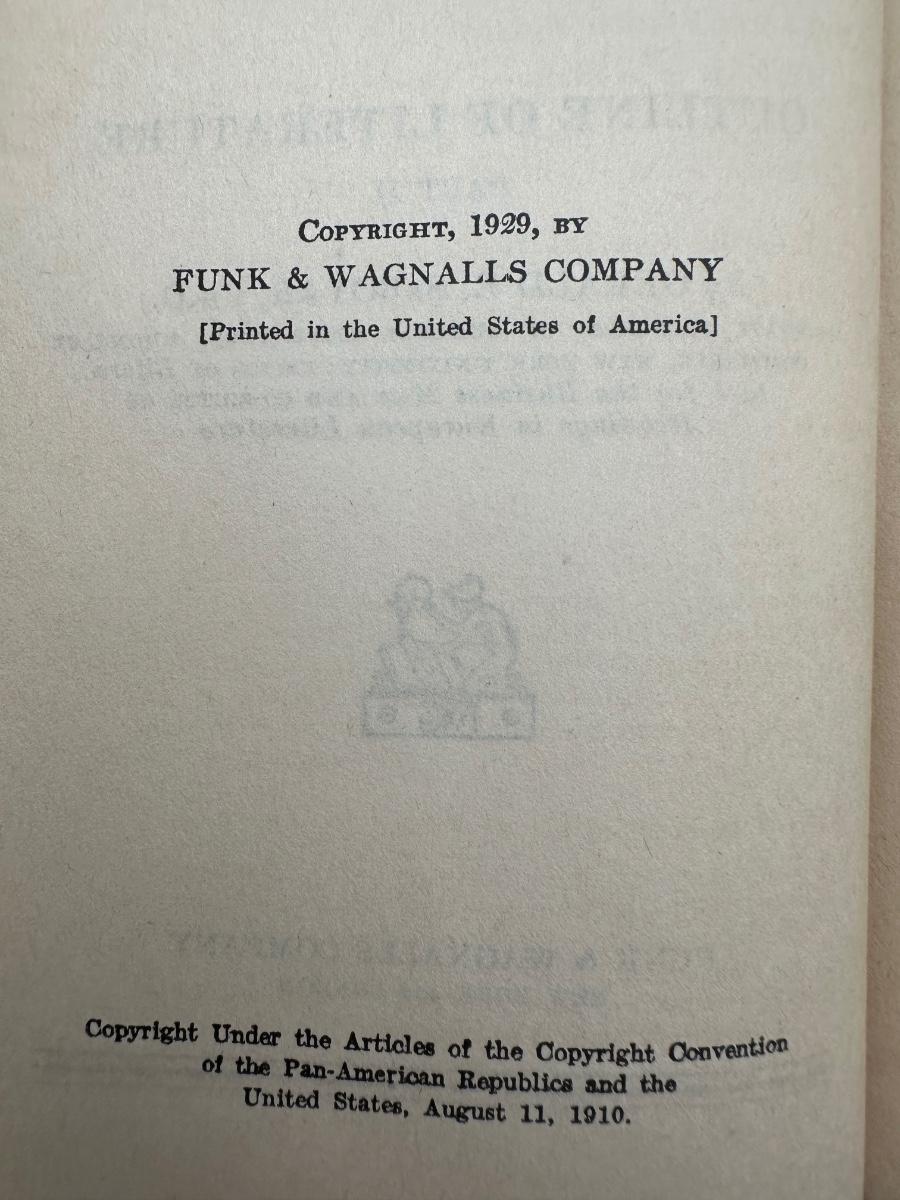 COPYRIGHT, 1929, BY
FUNK & WAGNALLS COMPANY
[Printed in the United States of America]
Copyright Under the Articles of the Copyright Convention
of the Pan-American Republics and the
United States, August 11, 1910.